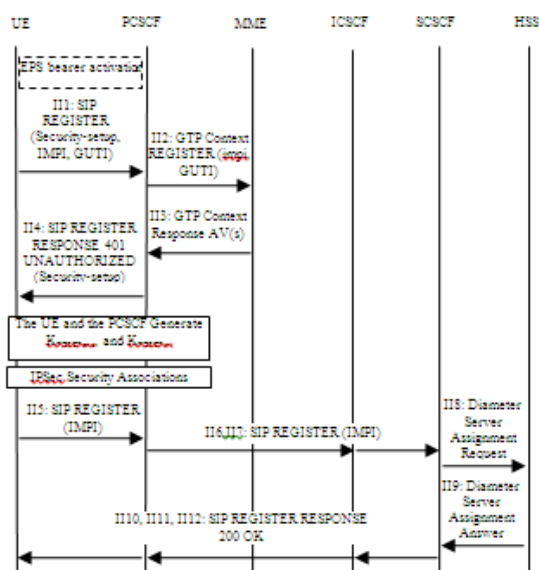 UE PCSCF MME ICSCF SCSCF HSS
EPS bearer activation
II1: SIP
REGISTER
(Security-setup,
IMPI, GUTI)
II2: GTP Context
REGISTER (impi,
GUTI)
II3: GTP Context
Response AV(s)
II4: SIP REGISTER
RESPONSE 401
UNAUTHORIZED
(Security-setup)
The UE and the PCSCF Generate
and
IPSec Security Associations
II5: SIP REGISTER
(IMPI)
II6,II7: SIP REGISTER (IMPI)
II8: Diameter
Server
Assignment
Request
II9: Diameter
Server
Assignment
Answer
II10, II11, II12: SIP REGISTER RESPONSE
200 OK